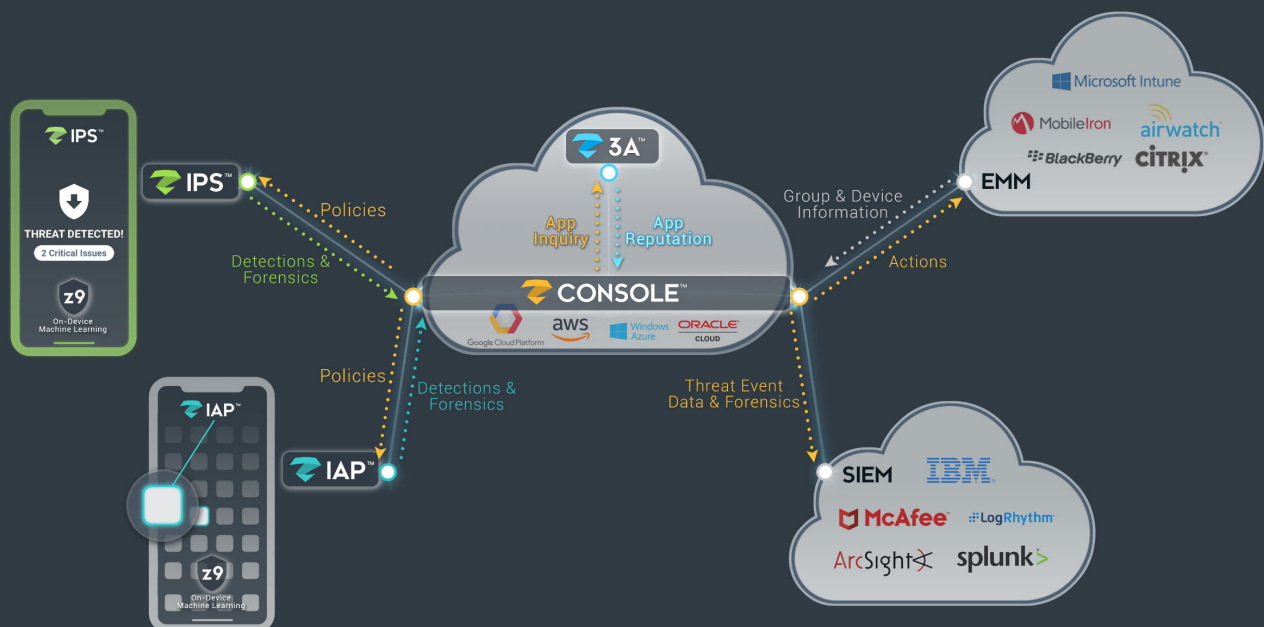 IPS™
THREAT DETECTED!
2 Critical Issues
z9
On-Device
Machine Learning
IPS™
Policies
Detections &
Forensics
3A™
App
Inquiry
App
Reputation
CONSOLE™
Google Cloud Platform
aws
Windows
Azure
ORACLE®
CLOUD
Microsoft Intune
MobileIron
airwatch
BlackBerry
CİTRIX®
EMM
Group & Device
Information
Actions
Policies
Detections &
Forensics
IAP™
IAP™
z9
On-Device
Machine Learning
Threat Event
Data & Forensics
SIEM
IBM®
McAfee™
LogRhythm
ArcSight
splunk>